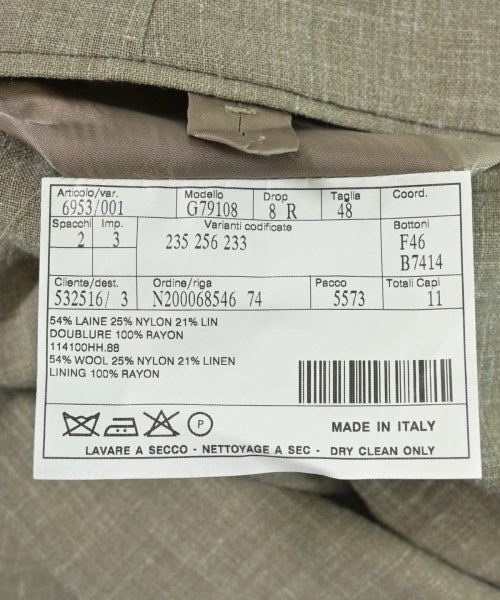 Articolo/var. Modello Drop Taglia Coord.
6953/001 G79108 8 R 48
Spacchi Imp. Varianti codificate Bottoni
2 3 235 256 233 F46
B7414
Cliente/dest. Ordine/riga Pacco Totali Capi
532516/ 3 N200068546 74 5573 11
54% LAINE 25% NYLON 21% LIN
DOUBLURE 100% RAYON
114100HH.88
54% WOOL 25% NYLON 21% LINEN
LINING 100% RAYON
P MADE IN ITALY
LAVARE A SECCO - NETTOYAGE A SEC - DRY CLEAN ONLY